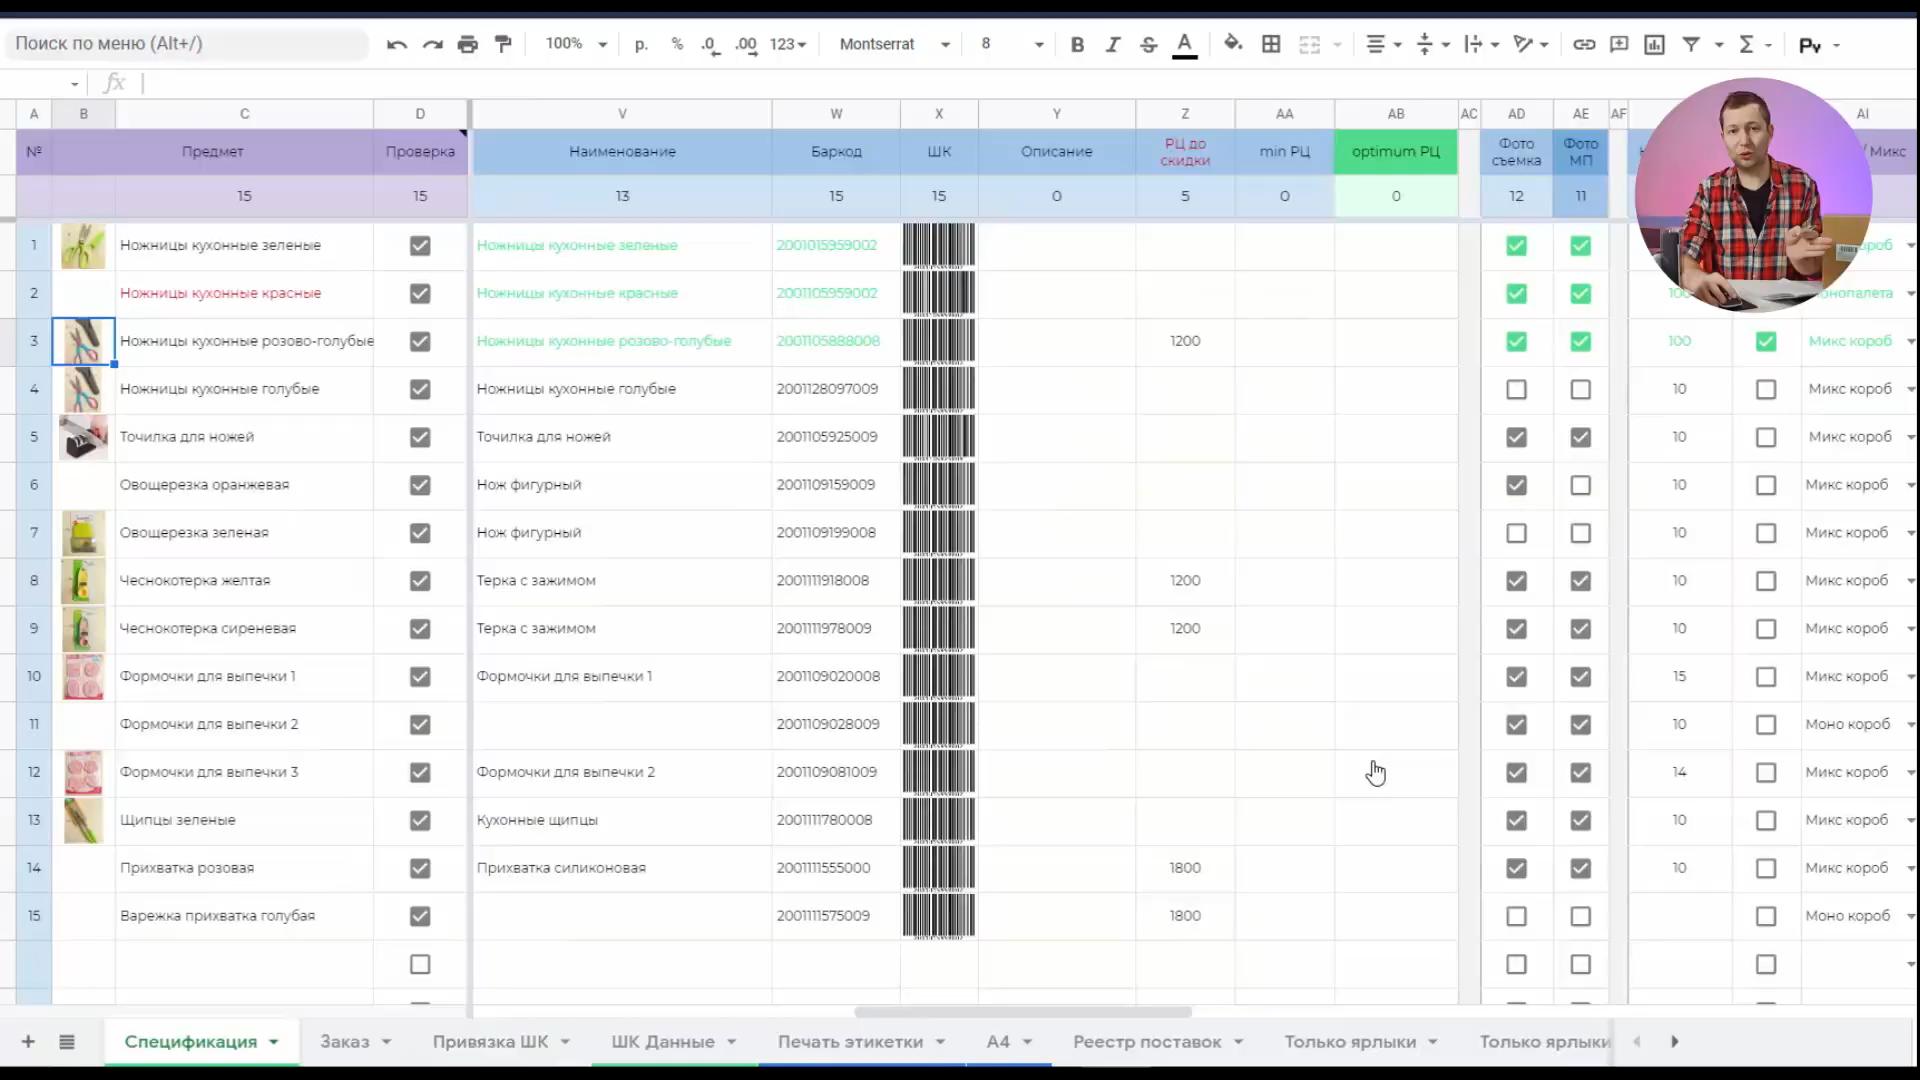 Поиск по меню (Alt+/)
100% р. % .0 .00 123 Montserrat 8 B I S A Σ Ру
fx
A B C D V W X Y Z AA AB AC AD AE AF AI
№ Предмет Проверка Наименование Баркод ШК Описание РЦ до скидки min РЦ optimum РЦ Фото съемка Фото МП / Микс
15 15 13 15 15 0 5 0 0 12 11
1 Ножницы кухонные зеленые Ножницы кухонные зеленые 2001015959002 ороб
2 Ножницы кухонные красные Ножницы кухонные красные 2001105959002 100 онопалета
3 Ножницы кухонные розово-голубые Ножницы кухонные розово-голубые 2001105888008 1200 100 Микс короб
4 Ножницы кухонные голубые Ножницы кухонные голубые 2001128097009 10 Микс короб
5 Точилка для ножей Точилка для ножей 2001105925009 10 Микс короб
6 Овощерезка оранжевая Нож фигурный 2001109159009 10 Микс короб
7 Овощерезка зеленая Нож фигурный 2001109199008 10 Микс короб
8 Чеснокотерка желтая Терка с зажимом 2001111918008 1200 10 Микс короб
9 Чеснокотерка сиреневая Терка с зажимом 2001111978009 1200 10 Микс короб
10 Формочки для выпечки 1 Формочки для выпечки 1 2001109020008 15 Микс короб
11 Формочки для выпечки 2 2001109028009 10 Моно короб
12 Формочки для выпечки 3 Формочки для выпечки 2 2001109081009 14 Микс короб
13 Щипцы зеленые Кухонные щипцы 2001111780008 10 Микс короб
14 Прихватка розовая Прихватка силиконовая 2001111555000 1800 10 Микс короб
15 Варежка прихватка голубая 2001111575009 1800 Моно короб
Спецификация Заказ Привязка ШК ШК Данные Печать этикетки А4 Реестр поставок Только ярлыки Только ярлыки